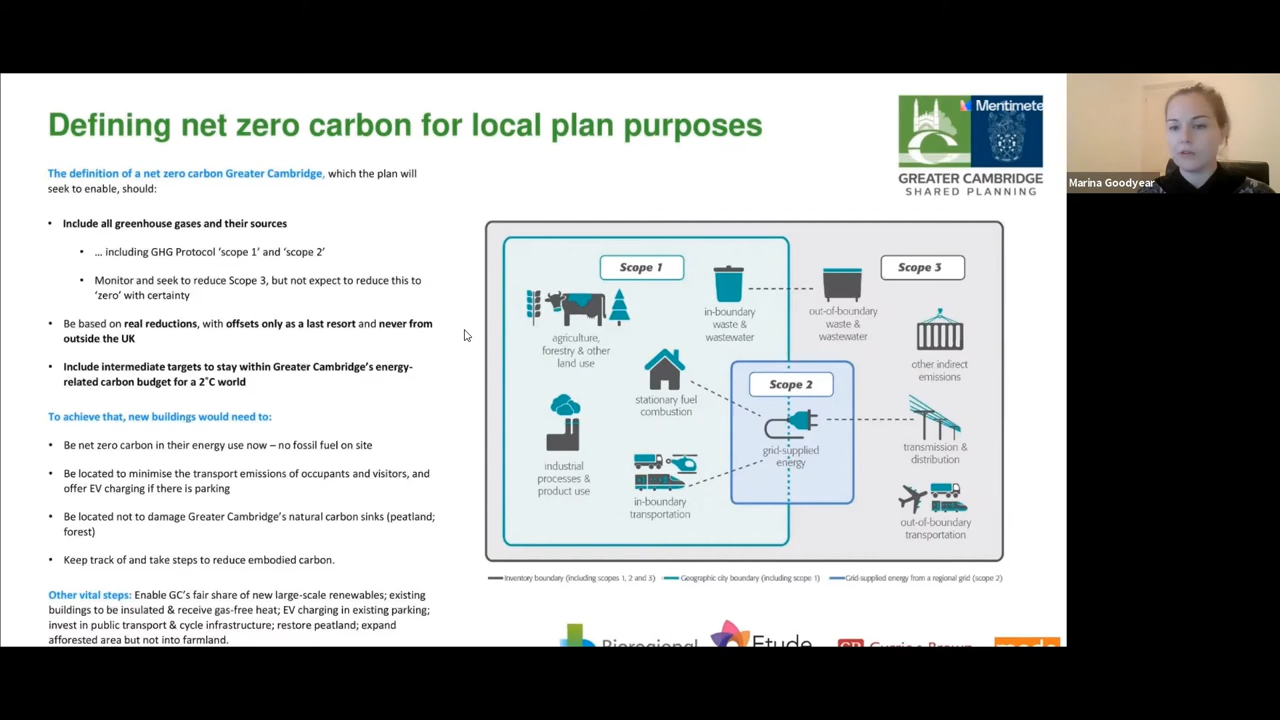 Defining net zero carbon for local plan purposes
Mentimete
GREATER CAMBRIDGE
SHARED PLANNING
Marina Goodyear
The definition of a net zero carbon Greater Cambridge, which the plan will
seek to enable, should:
• Include all greenhouse gases and their sources
• … including GHG Protocol ‘scope 1’ and ‘scope 2’
• Monitor and seek to reduce Scope 3, but not expect to reduce this to
‘zero’ with certainty
• Be based on real reductions, with offsets only as a last resort and never from
outside the UK
• Include intermediate targets to stay within Greater Cambridge’s energy-
related carbon budget for a 2˚C world
To achieve that, new buildings would need to:
• Be net zero carbon in their energy use now – no fossil fuel on site
• Be located to minimise the transport emissions of occupants and visitors, and
offer EV charging if there is parking
• Be located not to damage Greater Cambridge’s natural carbon sinks (peatland;
forest)
• Keep track of and take steps to reduce embodied carbon.
Other vital steps: Enable GC’s fair share of new large-scale renewables; existing
buildings to be insulated & receive gas-free heat; EV charging in existing parking;
invest in public transport & cycle infrastructure; restore peatland; expand
afforested area but not into farmland.
Scope 1
Scope 3
agriculture,
forestry & other
land use
in-boundary
waste &
wastewater
out-of-boundary
waste &
wastewater
other indirect
emissions
stationary fuel
combustion
Scope 2
grid-supplied
energy
transmission &
distribution
industrial
processes &
product use
in-boundary
transportation
out-of-boundary
transportation
Inventory boundary (including scopes 1, 2 and 3)
Geographic city boundary (including scope 1)
Grid-supplied energy from a regional grid (scope 2)
Bioregional
Etude
Currie & Brown